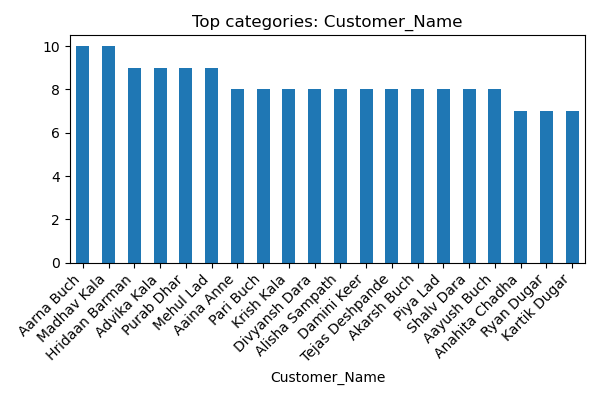 Top categories: Customer_Name
10
8
6
4
2
0
Aarna Buch
Madhav Kala
Hridaan Barman
Advika Kala
Purab Dhar
Mehul Lad
Aaina Anne
Pari Buch
Krish Kala
Divyansh Dara
Alisha Sampath
Damini Keer
Tejas Deshpande
Akarsh Buch
Piya Lad
Shalv Dara
Aayush Buch
Anahita Chadha
Ryan Dugar
Kartik Dugar
Customer_Name